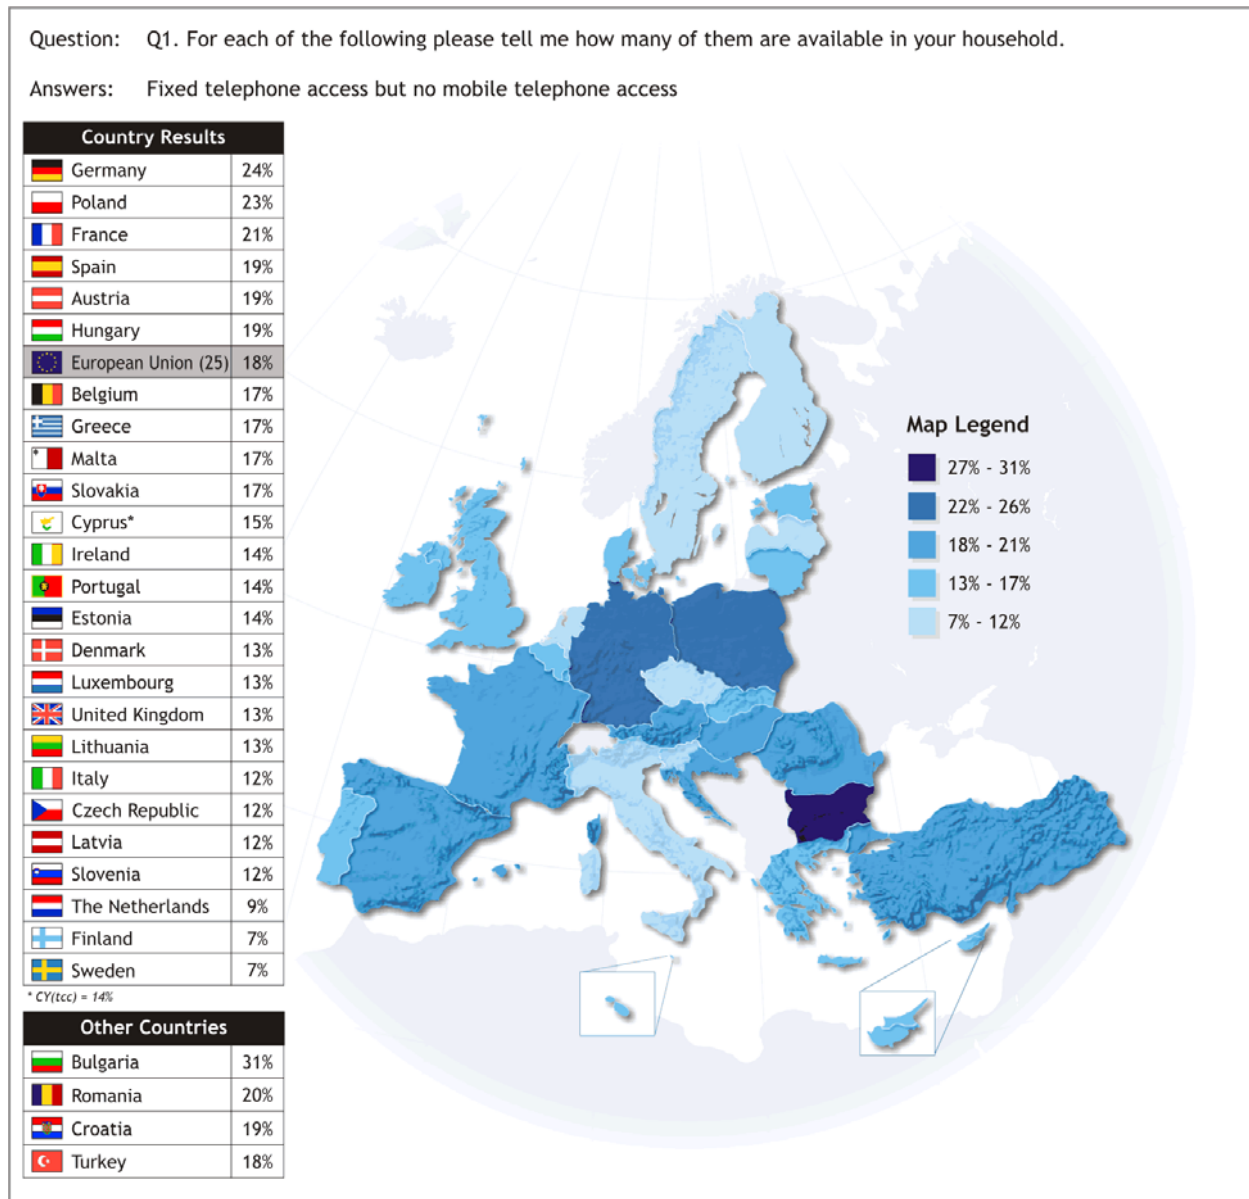 Question: Q1. For each of the following please tell me how many of them are available in your household.
Answers: Fixed telephone access but no mobile telephone access
Country Results
Germany 24%
Poland 23%
France 21%
Spain 19%
Austria 19%
Hungary 19%
European Union (25) 18%
Belgium 17%
Greece 17%
Malta 17%
Slovakia 17%
Cyprus* 15%
Ireland 14%
Portugal 14%
Estonia 14%
Denmark 13%
Luxembourg 13%
United Kingdom 13%
Lithuania 13%
Italy 12%
Czech Republic 12%
Latvia 12%
Slovenia 12%
The Netherlands 9%
Finland 7%
Sweden 7%
* CY(tcc) = 14%
Other Countries
Bulgaria 31%
Romania 20%
Croatia 19%
Turkey 18%
Map Legend
27% - 31%
22% - 26%
18% - 21%
13% - 17%
7% - 12%